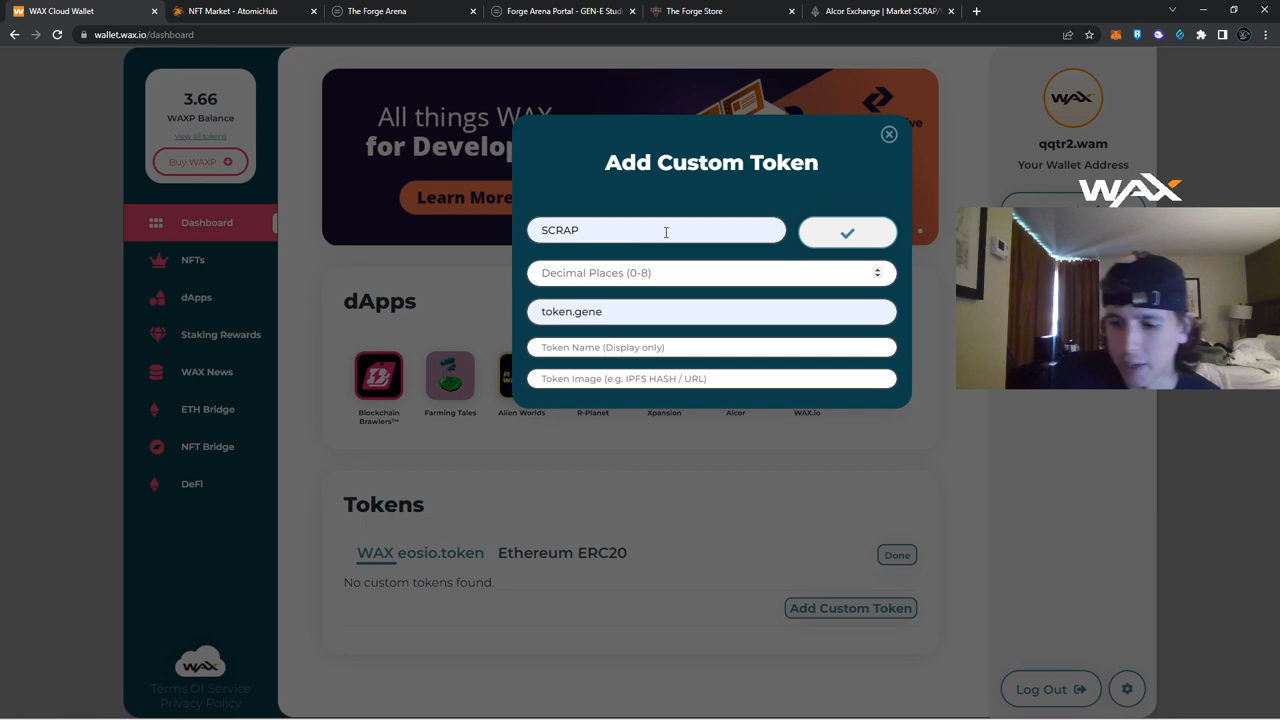 WAX Cloud Wallet
NFT Market - AtomicHub
The Forge Arena
Forge Arena Portal - GEN-E Stud
The Forge Store
Alcor Exchange | Market SCRAP/
wallet.wax.io/dashboard
3.66
WAXP Balance
View all tokens
Buy WAXP
Dashboard
NFTs
dApps
Staking Rewards
WAX News
ETH Bridge
NFT Bridge
DeFi
WAX
Terms Of Service
Privacy Policy
All things WAX
for Develop
Learn More
ive
Add Custom Token
SCRAP
Decimal Places (0-8)
token.gene
Token Name (Display only)
Token Image (e.g. IPFS HASH / URL)
dApps
Blockchain
Brawlers™
Farming Tales
Alien Worlds
R-Planet
Xpansion
Alcor
WAX.io
Tokens
WAX eosio.token
Ethereum ERC20
Done
No custom tokens found.
Add Custom Token
WAX
qqtr2.wam
Your Wallet Address
WAX
Log Out